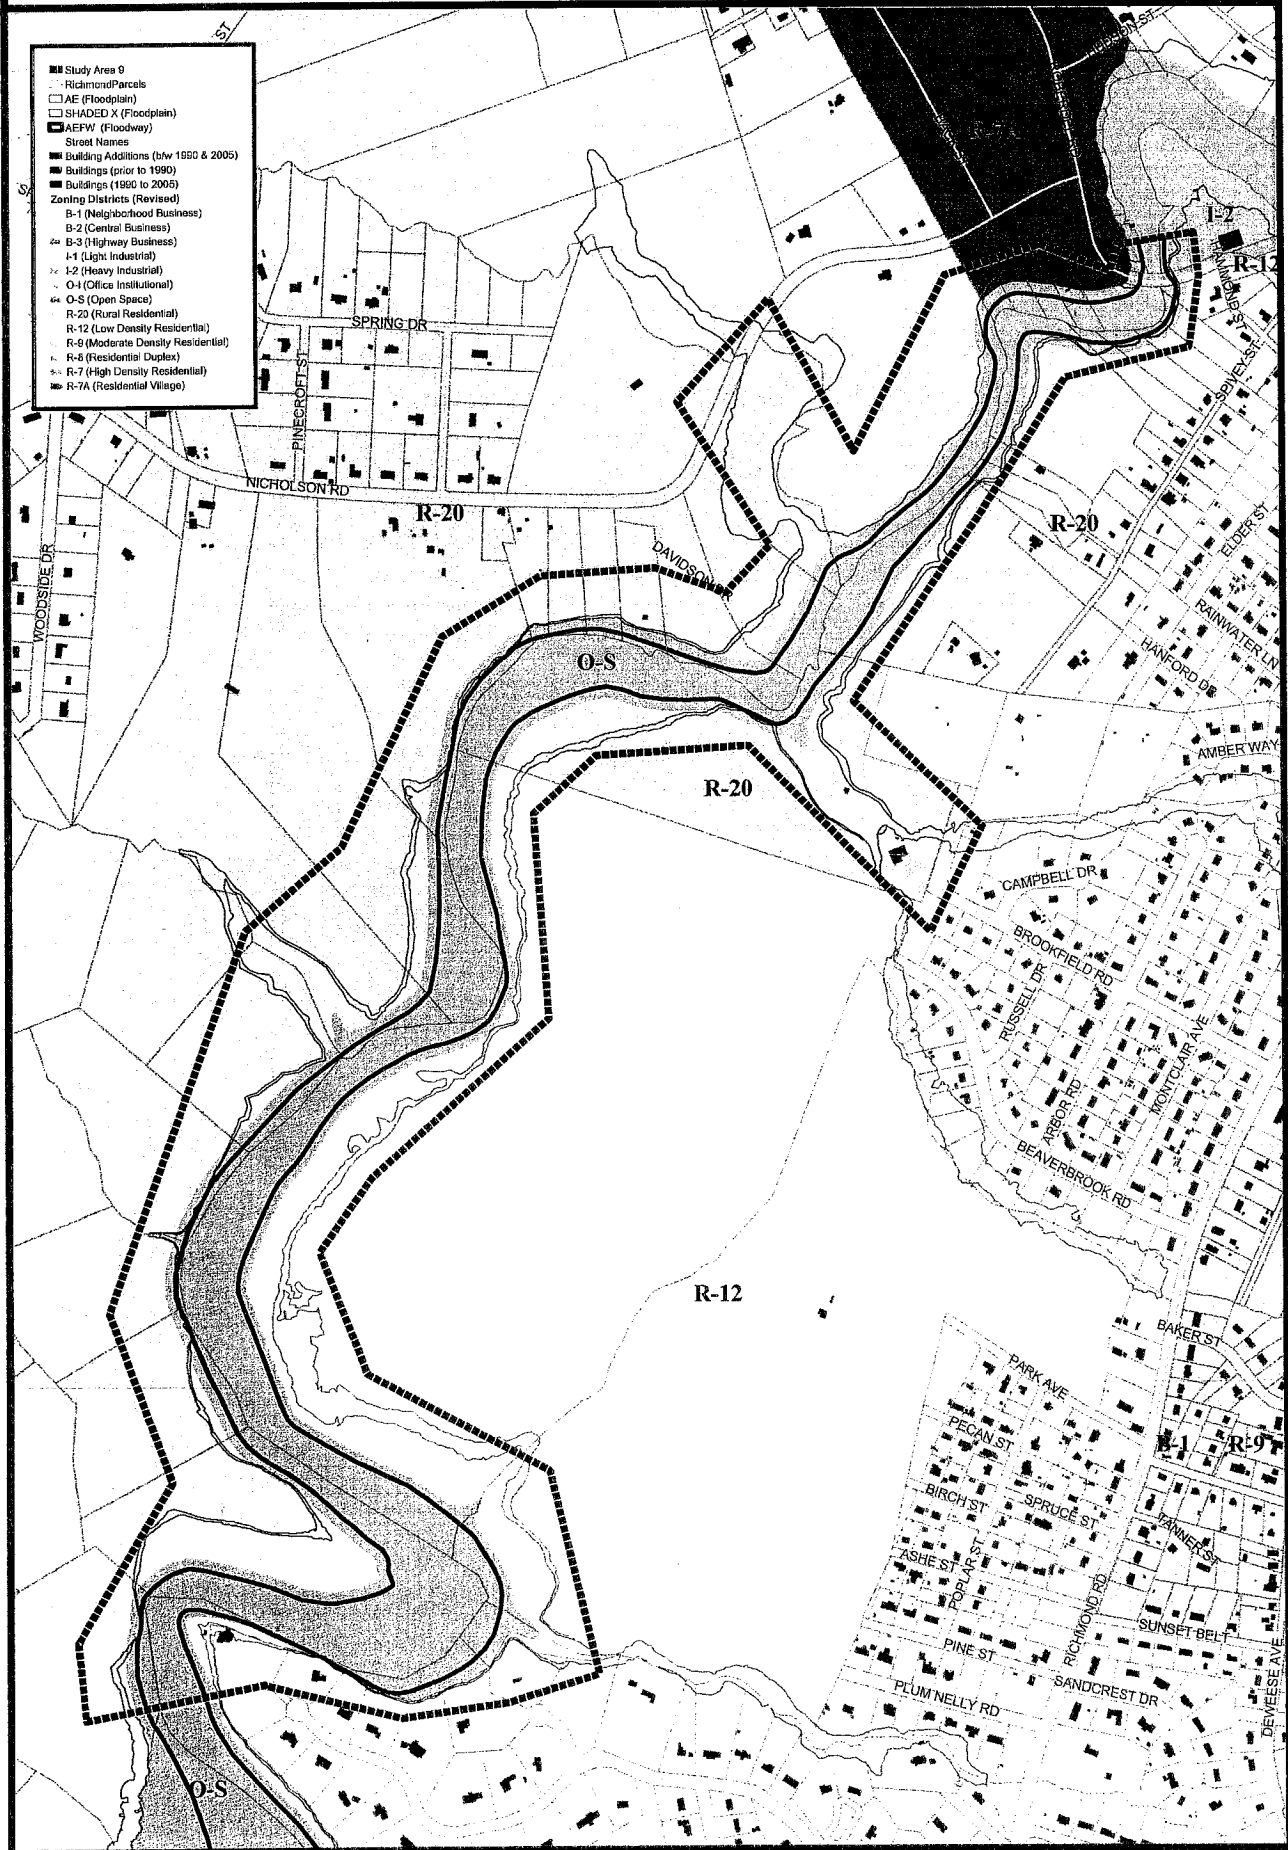 ST
Study Area 9
RichmondParcels
AE (Floodplain)
SHADED X (Floodplain)
AEFW (Floodway)
Street Names
Building Additions (b/w 1990 & 2005)
Buildings (prior to 1990)
Buildings (1990 to 2005)
Zoning Districts (Revised)
B-1 (Neighborhood Business)
B-2 (Central Business)
B-3 (Highway Business)
I-1 (Light Industrial)
I-2 (Heavy Industrial)
O-I (Office Institutional)
O-S (Open Space)
R-20 (Rural Residential)
R-12 (Low Density Residential)
R-9 (Moderate Density Residential)
R-8 (Residential Duplex)
R-7 (High Density Residential)
R-7A (Residential Village)
I-2
R-12
HAMMOND ST
SPIVEY ST
SPRING DR
PINECROFT ST
NICHOLSON RD
R-20
R-20
ELDER ST
WOODSIDE DR
RAINWATER LN
HANFORD DR
O-S
AMBER WAY
R-20
CAMPBELL DR
BROOKFIELD RD
RUSSELL DR
MONTCLAIR AVE
ARBOR RD
BEAVERBROOK RD
R-12
BAKER ST
PARK AVE
PECAN ST
B-1
R-9
BIRCH ST
SPRUCE ST
TANNER ST
ASHE ST
POPLAR ST
RICHMOND RD
SUNSET BELT
PINE ST
SANDCREST DR
PLUM NELLY RD
DEWEESE AVE
O-S